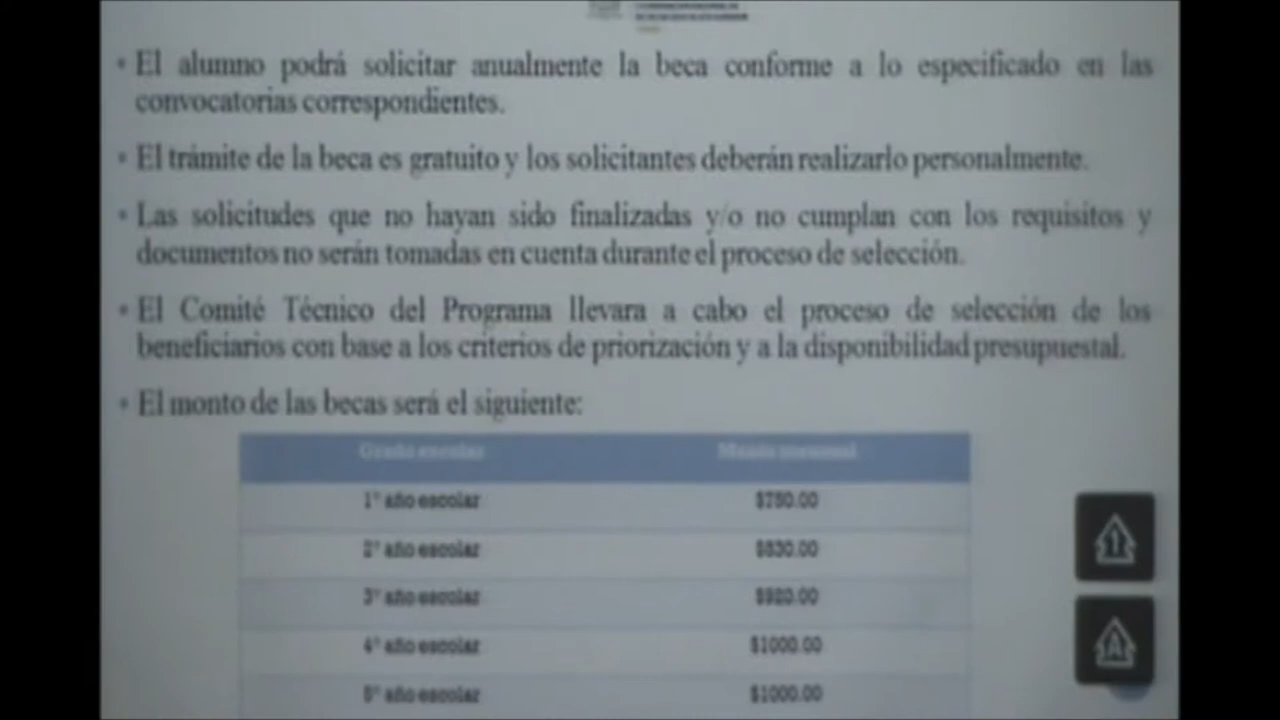 • El alumno podrá solicitar anualmente la beca conforme a lo especificado en las
convocatorias correspondientes.
• El trámite de la beca es gratuito y los solicitantes deberán realizarlo personalmente.
• Las solicitudes que no hayan sido finalizadas y/o no cumplan con los requisitos y
documentos no serán tomadas en cuenta durante el proceso de selección.
• El Comité Técnico del Programa llevara a cabo el proceso de selección de los
beneficiarios con base a los criterios de priorización y a la disponibilidad presupuestal.
• El monto de las becas será el siguiente:
Grado escolar Monto mensual
1° año escolar
2° año escolar $830.00
3° año escolar $920.00
4° año escolar $1000.00
5° año escolar $1000.00
1
A